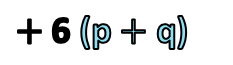 + 6 (p + q)